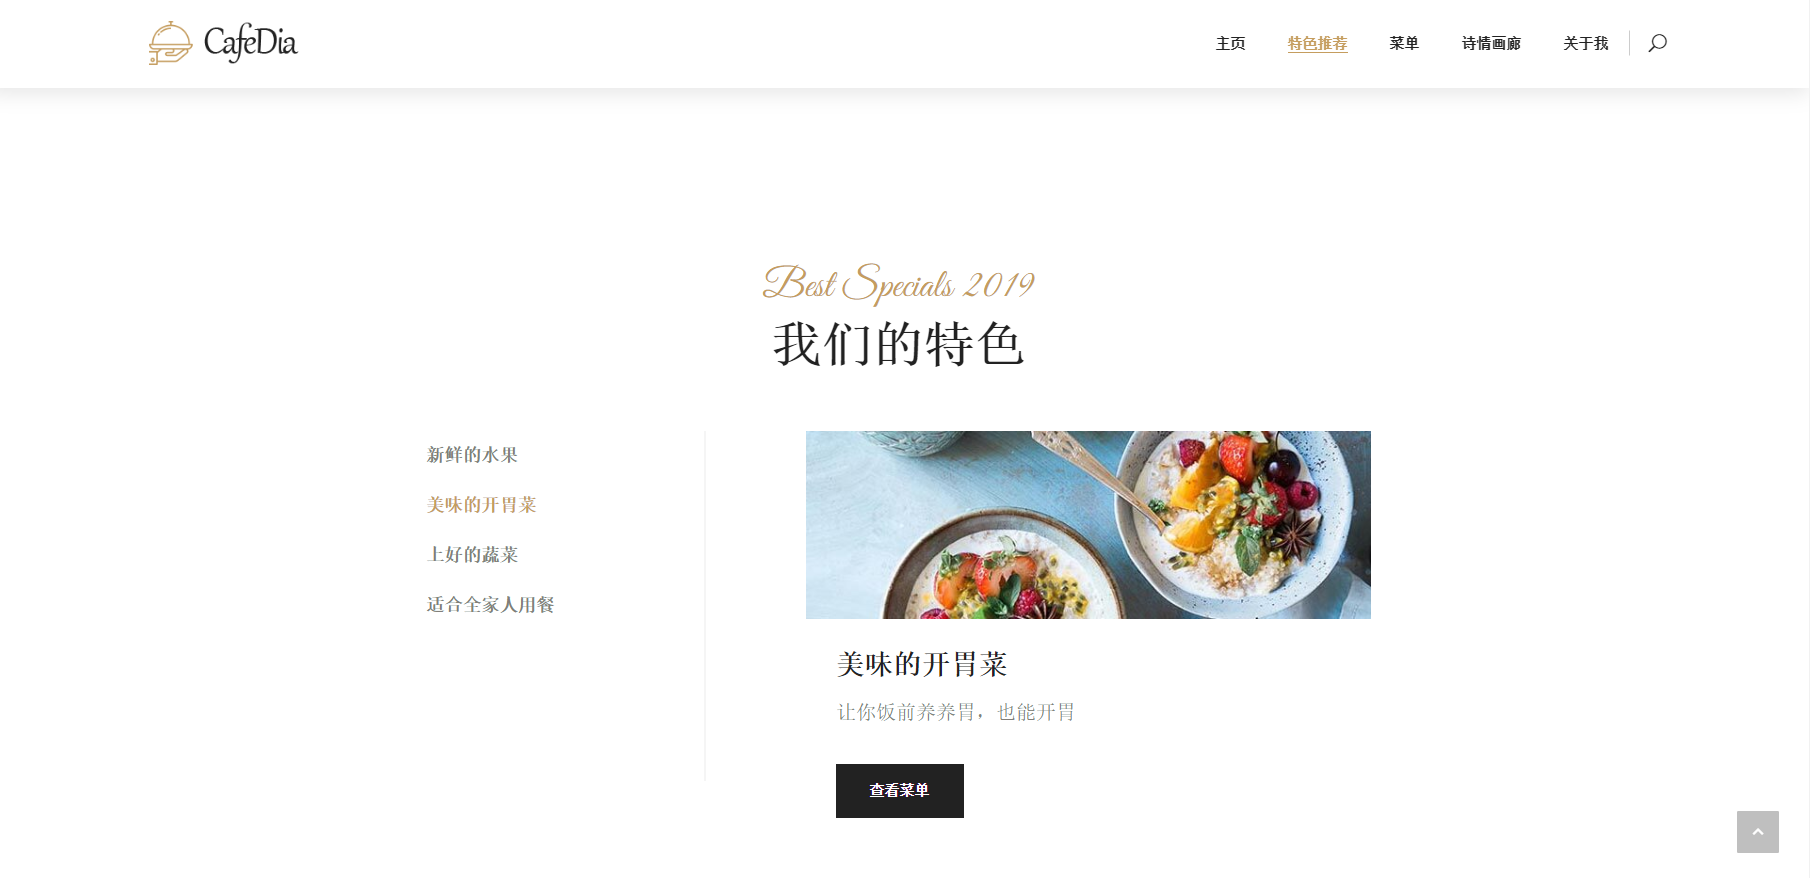 CafeDia
主页
特色推荐
菜单
诗情画廊
关于我
Best Specials 2019
我们的特色
新鲜的水果
美味的开胃菜
上好的蔬菜
适合全家人用餐
美味的开胃菜
让你饭前养养胃，也能开胃
查看菜单